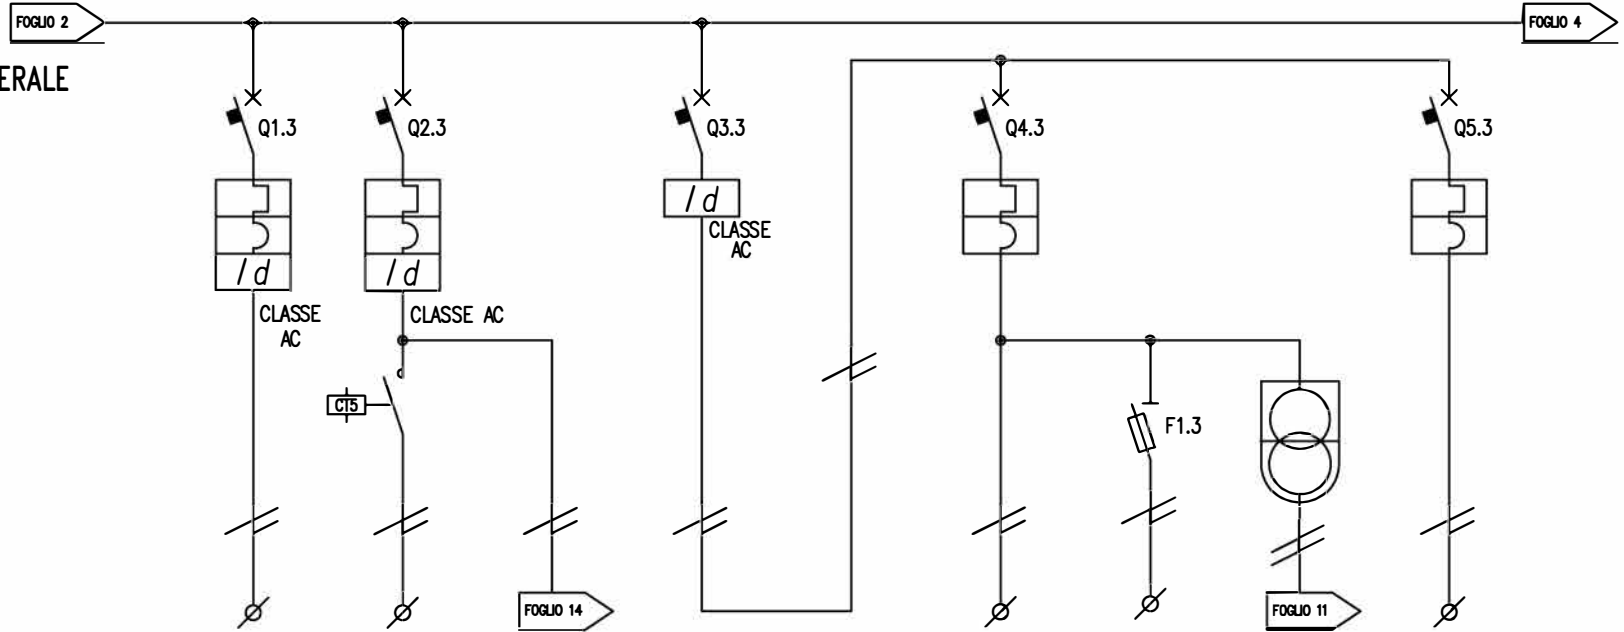 FOGLIO 2
FOGLIO 4
ERALE
Q1.3
Q2.3
Q3.3
Q4.3
Q5.3
I d
I d
I d
CLASSE
AC
CLASSE AC
CLASSE
AC
CT5
F1.3
FOGLIO 14
FOGLIO 11